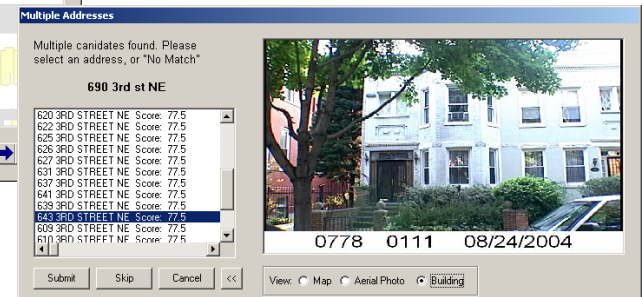 Multiple Addresses
Multiple canidates found. Please
select an address, or "No Match"
690 3rd st NE
620 3RD STREET NE Score: 77.5
622 3RD STREET NE Score: 77.5
625 3RD STREET NE Score: 77.5
626 3RD STREET NE Score: 77.5
627 3RD STREET NE Score: 77.5
631 3RD STREET NE Score: 77.5
637 3RD STREET NE Score: 77.5
641 3RD STREET NE Score: 77.5
639 3RD STREET NE Score: 77.5
643 3RD STREET NE Score: 77.5
609 3RD STREET NE Score: 77.5
610 3RD STREET NE Score: 77.5
0778 0111 08/24/2004
Submit Skip Cancel <<
View: Map Aerial Photo Building